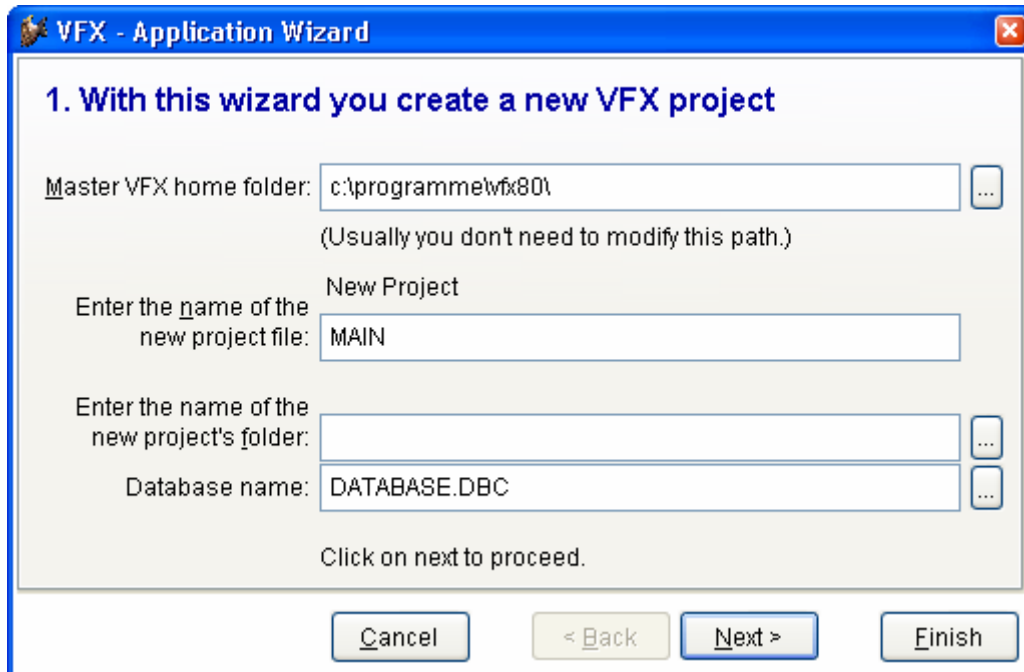 VFX - Application Wizard
1. With this wizard you create a new VFX project
Master VFX home folder: c:\programme\vfx80\ ...
(Usually you don't need to modify this path.)
New Project
Enter the name of the
new project file: MAIN
Enter the name of the
new project's folder: ...
Database name: DATABASE.DBC ...
Click on next to proceed.
Cancel < Back Next > Finish